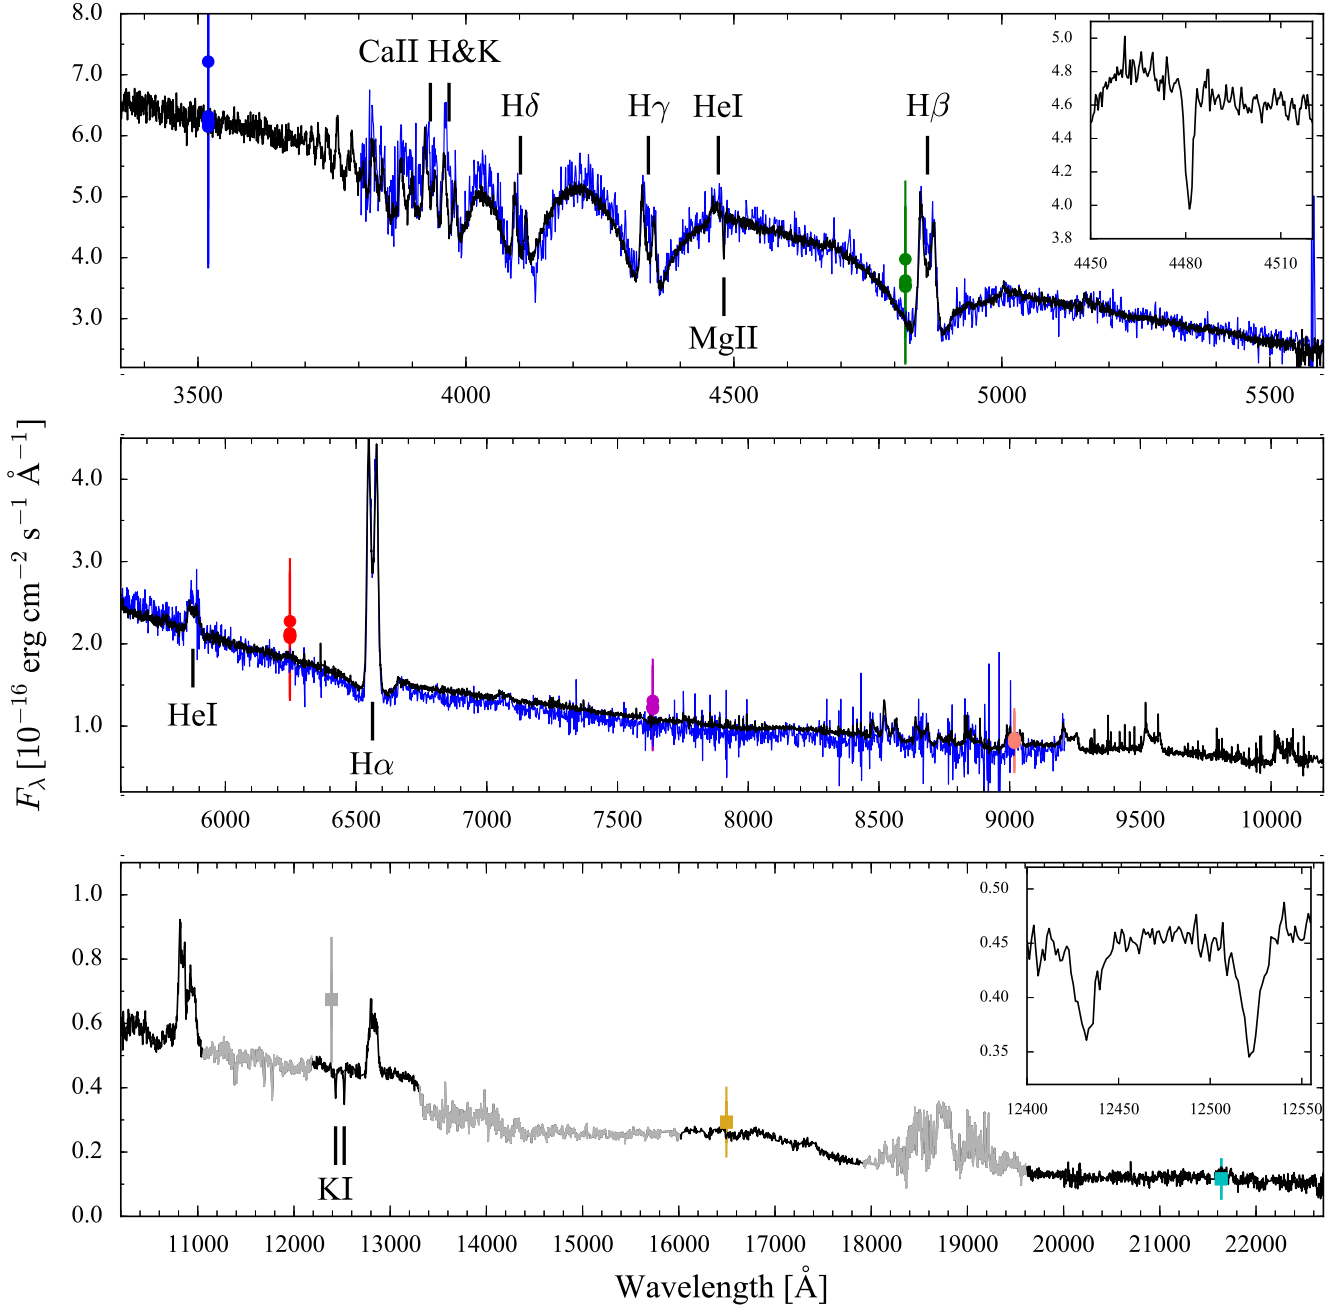 8.0
7.0
6.0
5.0
4.0
3.0
CaII H&K
Hδ
Hγ
HeI
Hβ
MgII
5.0
4.8
4.6
4.4
4.2
4.0
3.8
4450 4480 4510
3500 4000 4500 5000 5500
4.0
3.0
2.0
1.0
HeI
Hα
6000 6500 7000 7500 8000 8500 9000 9500 10000
F_λ [10⁻¹⁶ erg cm⁻² s⁻¹ Å⁻¹]
1.0
0.8
0.6
0.4
0.2
0.0
KI
0.50
0.45
0.40
0.35
12400 12450 12500 12550
11000 12000 13000 14000 15000 16000 17000 18000 19000 20000 21000 22000
Wavelength [Å]